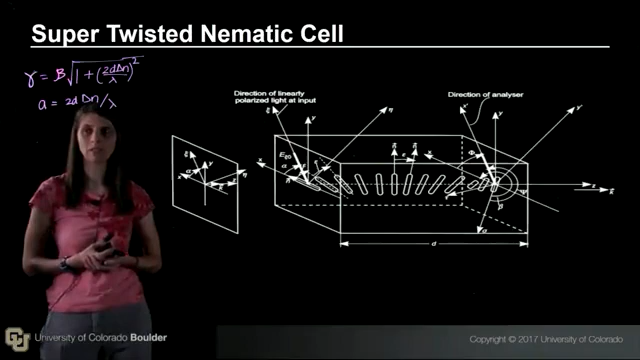 Super Twisted Nematic Cell
γ = β√1 + (2dΔn/λ)²
a = 2dΔn/λ
Direction of linearly
polarized light at input
Direction of analyser
ξ
y
η
x'
y
y'
x
ξ
y
η
x
α
E
α
n
n
ε
x
Φ
z
k
β
d
CU
University of Colorado Boulder
Copyright © 2017 University of Colorado